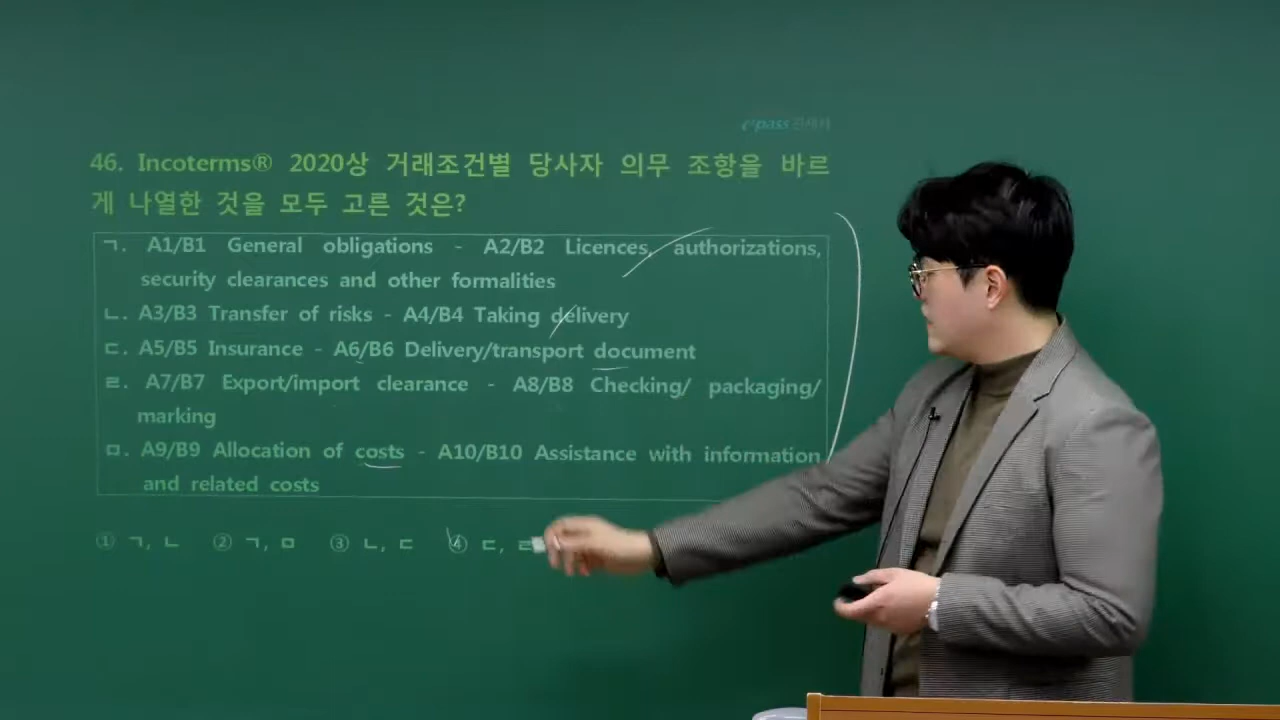 epass 관세사
46. Incoterms® 2020상 거래조건별 당사자 의무 조항을 바르
게 나열한 것을 모두 고른 것은?
ㄱ. A1/B1 General obligations - A2/B2 Licences, authorizations,
security clearances and other formalities
ㄴ. A3/B3 Transfer of risks - A4/B4 Taking delivery
ㄷ. A5/B5 Insurance - A6/B6 Delivery/transport document
ㄹ. A7/B7 Export/import clearance - A8/B8 Checking/ packaging/
marking
ㅁ. A9/B9 Allocation of costs - A10/B10 Assistance with information
and related costs
① ㄱ, ㄴ ② ㄱ, ㅁ ③ ㄴ, ㄷ ④ ㄷ, ㄹ